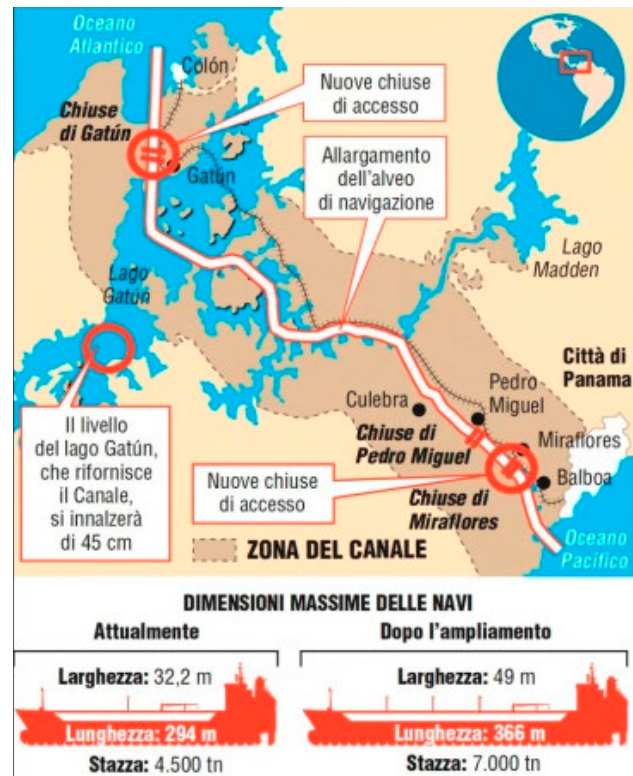 Oceano
Atlantico
Colón
Chiuse
di Gatún
Nuove chiuse
di accesso
Gatún
Allargamento
dell'alveo
di navigazione
Lago
Gatún
Lago
Madden
Il livello
del lago Gatún,
che rifornisce
il Canale,
si innalzerà
di 45 cm
Città di
Panama
Culebra
Pedro
Miguel
Chiuse di
Pedro Miguel
Miraflores
Nuove chiuse
di accesso
Balboa
Chiuse di
Miraflores
Oceano
Pacifico
ZONA DEL CANALE
DIMENSIONI MASSIME DELLE NAVI
Attualmente
Larghezza: 32,2 m
Lunghezza: 294 m
Stazza: 4.500 tn
Dopo l'ampliamento
Larghezza: 49 m
Lunghezza: 366 m
Stazza: 7.000 tn